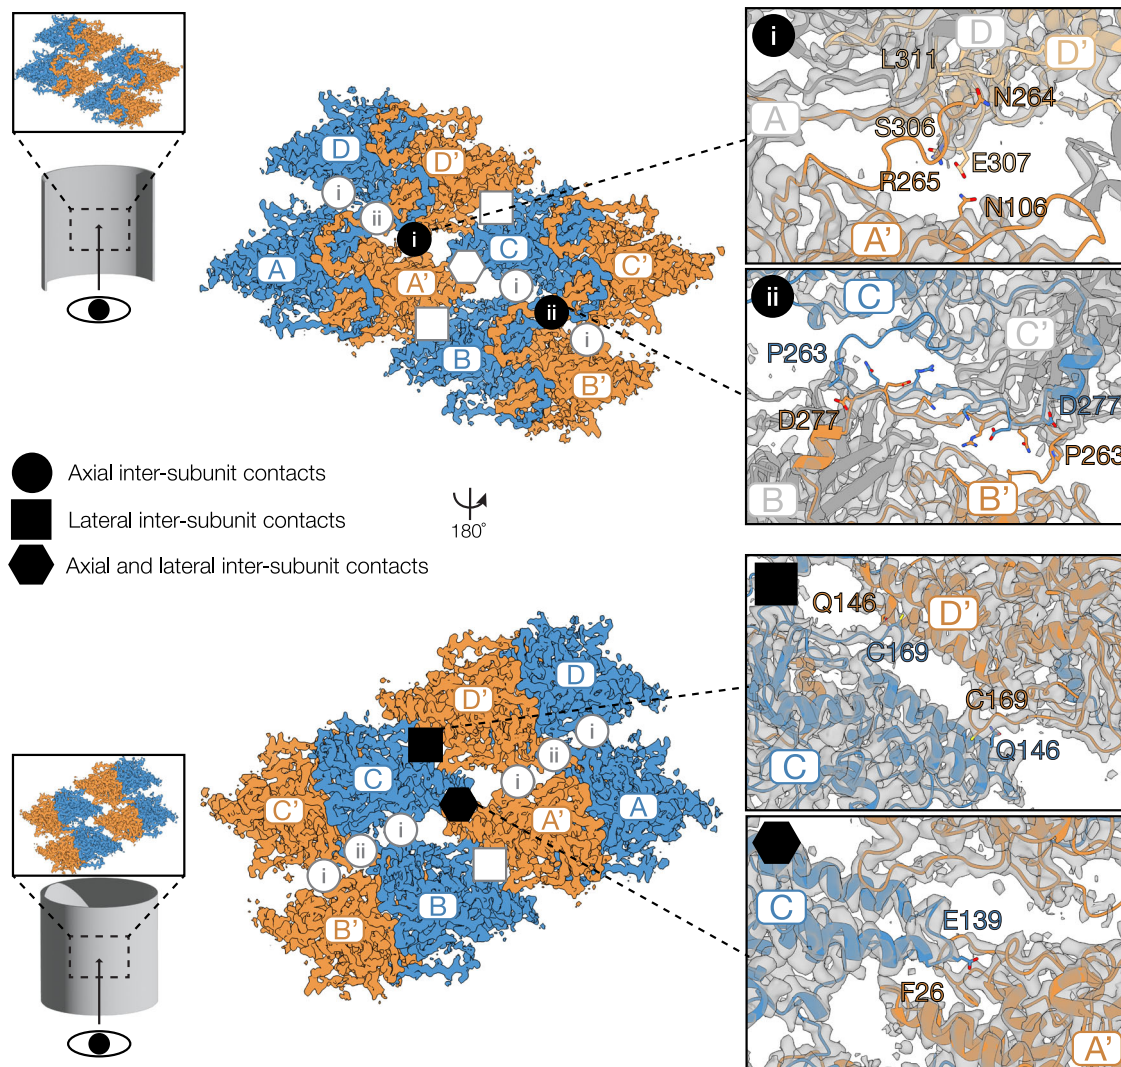 D
D'
i
ii
i
A
A'
C
C'
i
ii
i
B
B'
i
D
D'
L311
N264
A
S306
E307
R265
N106
A'
ii
C
C'
P263
D277
D277
P263
B
B'
Axial inter-subunit contacts
Lateral inter-subunit contacts
Axial and lateral inter-subunit contacts
180°
D
D'
i
ii
i
C
C'
A'
A
i
ii
i
B
B'
Q146
D'
C169
C169
Q146
C
C
E139
F26
A'